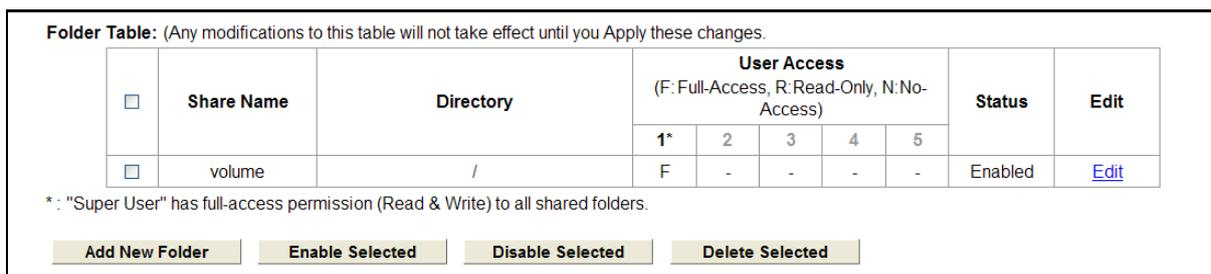 Folder Table: (Any modifications to this table will not take effect until you Apply these changes.
Share Name Directory User Access Status Edit
(F:Full-Access, R:Read-Only, N:No-
Access)
1* 2 3 4 5
volume / F - - - - Enabled Edit
* : "Super User" has full-access permission (Read & Write) to all shared folders.
Add New Folder Enable Selected Disable Selected Delete Selected